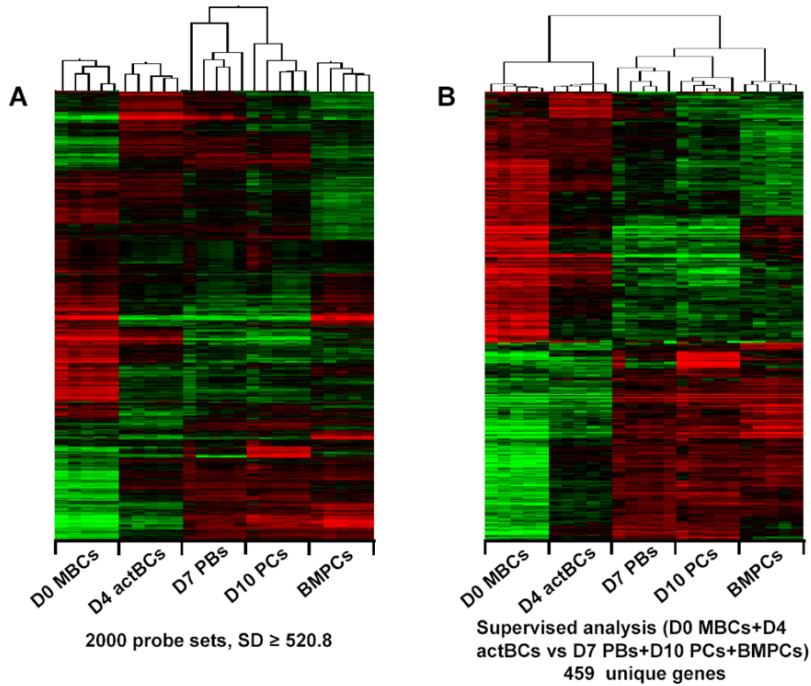 A
B
D0 MBCs
D4 actBCs
D7 PBs
D10 PCs
BMPCs
D0 MBCs
D4 actBCs
D7 PBs
D10 PCs
BMPCs
2000 probe sets, SD ≥ 520.8
Supervised analysis (D0 MBCs+D4
actBCs vs D7 PBs+D10 PCs+BMPCs)
459 unique genes